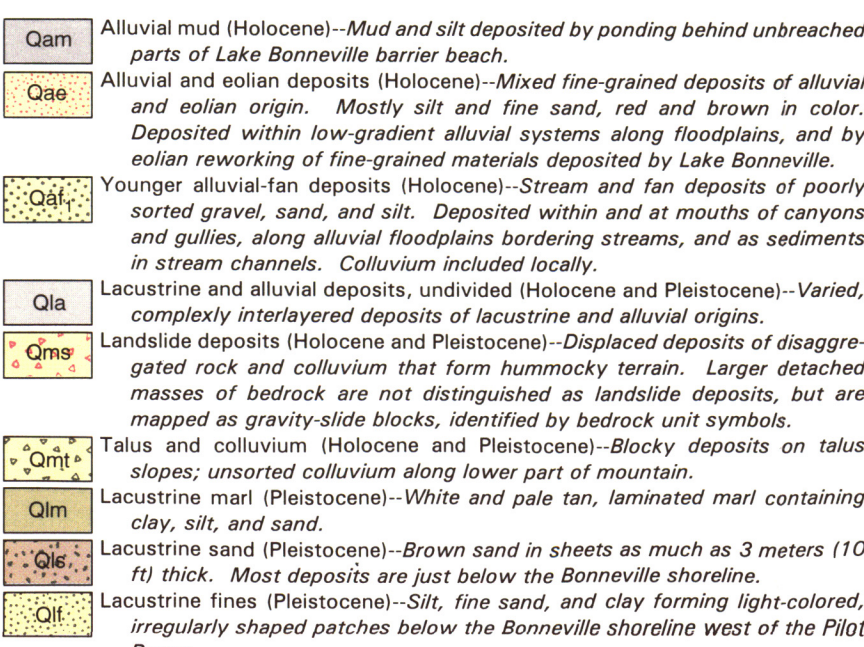 Qam Alluvial mud (Holocene)--Mud and silt deposited by ponding behind unbreached
parts of Lake Bonneville barrier beach.
Qae Alluvial and eolian deposits (Holocene)--Mixed fine-grained deposits of alluvial
and eolian origin. Mostly silt and fine sand, red and brown in color.
Deposited within low-gradient alluvial systems along floodplains, and by
eolian reworking of fine-grained materials deposited by Lake Bonneville.
Qaf1 Younger alluvial-fan deposits (Holocene)--Stream and fan deposits of poorly
sorted gravel, sand, and silt. Deposited within and at mouths of canyons
and gullies, along alluvial floodplains bordering streams, and as sediments
in stream channels. Colluvium included locally.
Qla Lacustrine and alluvial deposits, undivided (Holocene and Pleistocene)--Varied,
complexly interlayered deposits of lacustrine and alluvial origins.
Qms Landslide deposits (Holocene and Pleistocene)--Displaced deposits of disaggre-
gated rock and colluvium that form hummocky terrain. Larger detached
masses of bedrock are not distinguished as landslide deposits, but are
mapped as gravity-slide blocks, identified by bedrock unit symbols.
Qmt Talus and colluvium (Holocene and Pleistocene)--Blocky deposits on talus
slopes; unsorted colluvium along lower part of mountain.
Qlm Lacustrine marl (Pleistocene)--White and pale tan, laminated marl containing
clay, silt, and sand.
Qls Lacustrine sand (Pleistocene)--Brown sand in sheets as much as 3 meters (10
ft) thick. Most deposits are just below the Bonneville shoreline.
Qlf Lacustrine fines (Pleistocene)--Silt, fine sand, and clay forming light-colored,
irregularly shaped patches below the Bonneville shoreline west of the Pilot